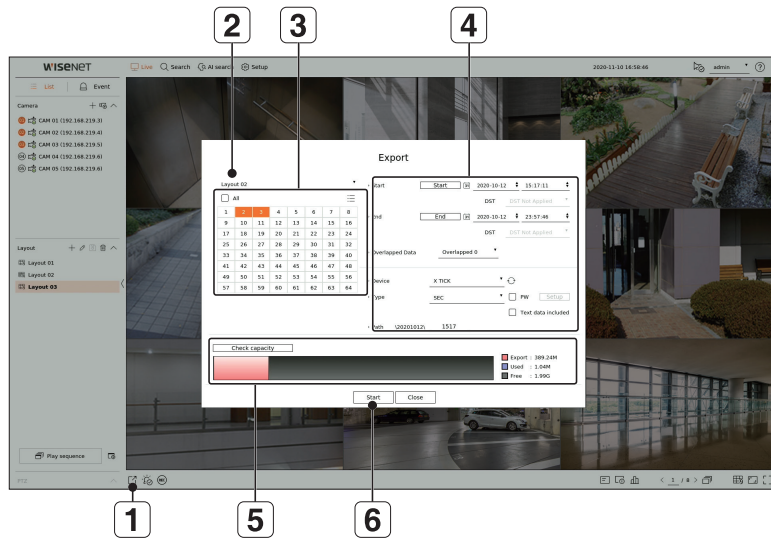 2 3 4
WISENET Live Search AI search Setup 2020-11-10 16:58:46 admin ?
List Event
Camera
CAM 01 (192.168.219.3)
CAM 02 (192.168.219.4)
CAM 03 (192.168.219.5)
CAM 04 (192.168.219.6)
CAM 05 (192.168.219.6)
Layout
Layout 01
Layout 02
Layout 03
Play sequence
PTZ
Export
Layout 02
All
1 2 3 4 5 6 7 8
9 10 11 12 13 14 15 16
17 18 19 20 21 22 23 24
25 26 27 28 29 30 31 32
33 34 35 36 37 38 39 40
41 42 43 44 45 46 47 48
49 50 51 52 53 54 55 56
57 58 59 60 61 62 63 64
Start Start 2020-10-12 15:17:11
DST DST Not Applied
End End 2020-10-12 23:57:46
DST DST Not Applied
Overlapped Data Overlapped 0
Device X TICK
Type SEC PW Setup
Text data included
Path \20201012\ 1517
Check capacity
Export : 389.24M
Used : 1.04M
Free : 1.99G
Start Close
< 1 / 8 >
1 5 6